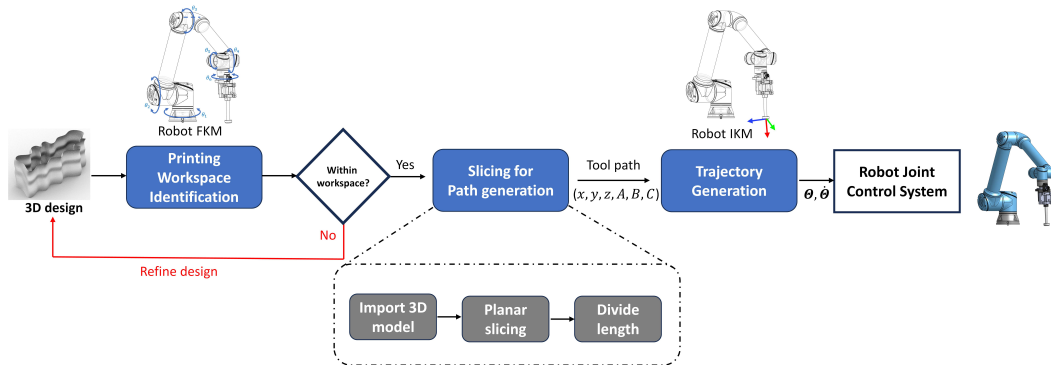 Robot FKM
Robot IKM
3D design
Printing
Workspace
Identification
Within
workspace?
Yes
No
Refine design
Slicing for
Path generation
Tool path
(x, y, z, A, B, C)
Trajectory
Generation
Θ, Θ̇
Robot Joint
Control System
Import 3D
model
Planar
slicing
Divide
length